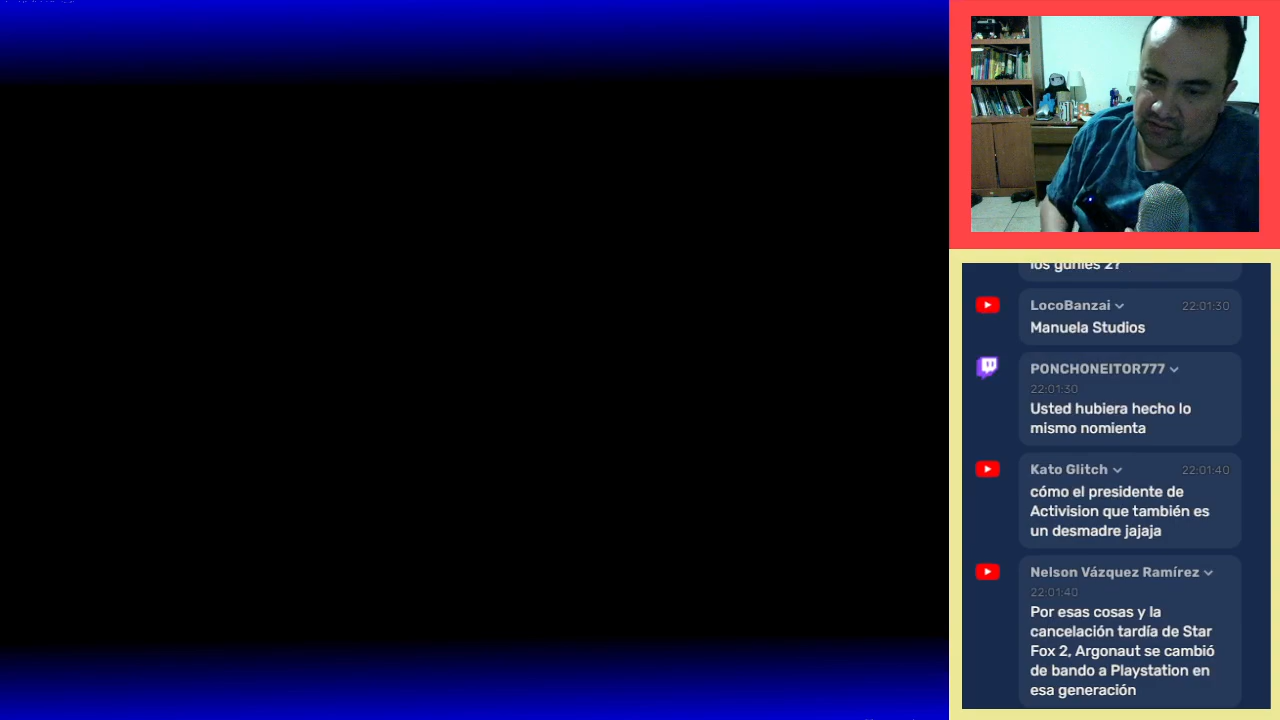 LocoBanzai 22:01:30
Manuela Studios
PONCHONEITOR777
22:01:30
Usted hubiera hecho lo
mismo nomienta
Kato Glitch 22:01:40
cómo el presidente de
Activision que también es
un desmadre jajaja
Nelson Vázquez Ramírez
22:01:40
Por esas cosas y la
cancelación tardía de Star
Fox 2, Argonaut se cambió
de bando a Playstation en
esa generación